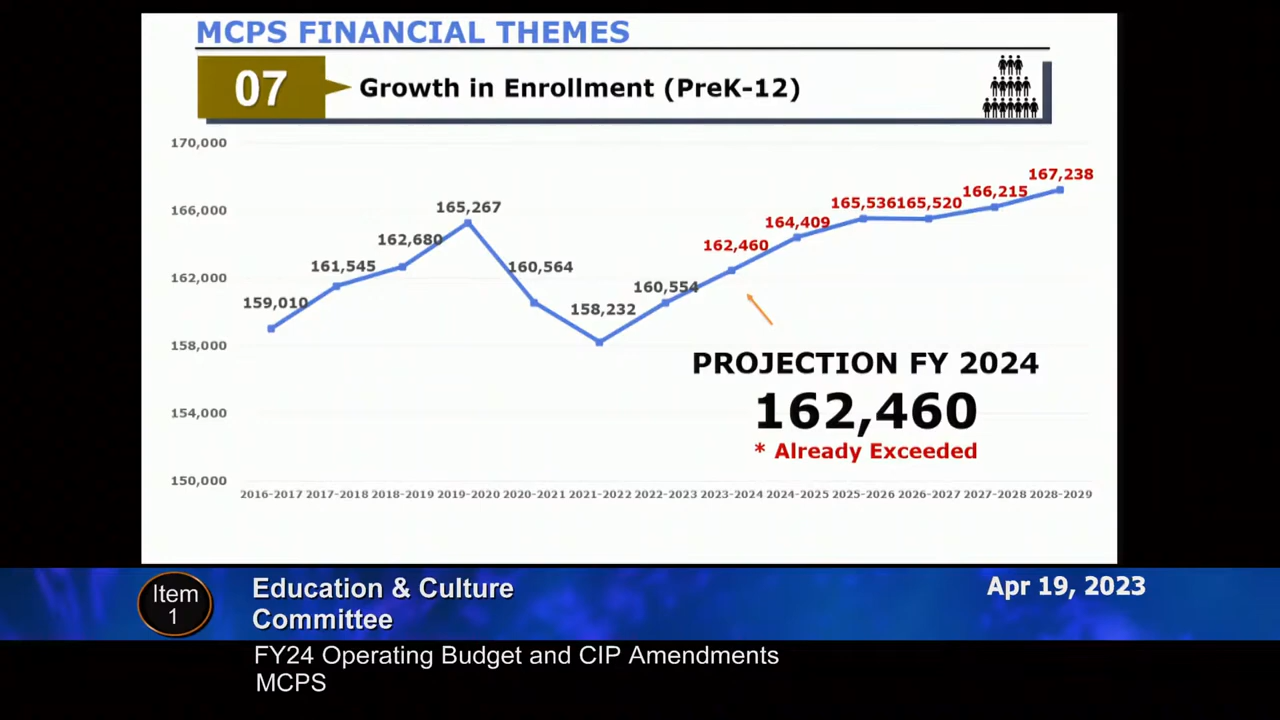 MCPS FINANCIAL THEMES
07
Growth in Enrollment (PreK-12)
170,000
166,000
162,000
158,000
154,000
150,000
159,010
161,545
162,680
165,267
160,564
158,232
160,554
162,460
164,409
165,536
165,520
166,215
167,238
PROJECTION FY 2024
162,460
* Already Exceeded
2016-2017 2017-2018 2018-2019 2019-2020 2020-2021 2021-2022 2022-2023 2023-2024 2024-2025 2025-2026 2026-2027 2027-2028 2028-2029
Item
1
Education & Culture
Committee
Apr 19, 2023
FY24 Operating Budget and CIP Amendments
MCPS